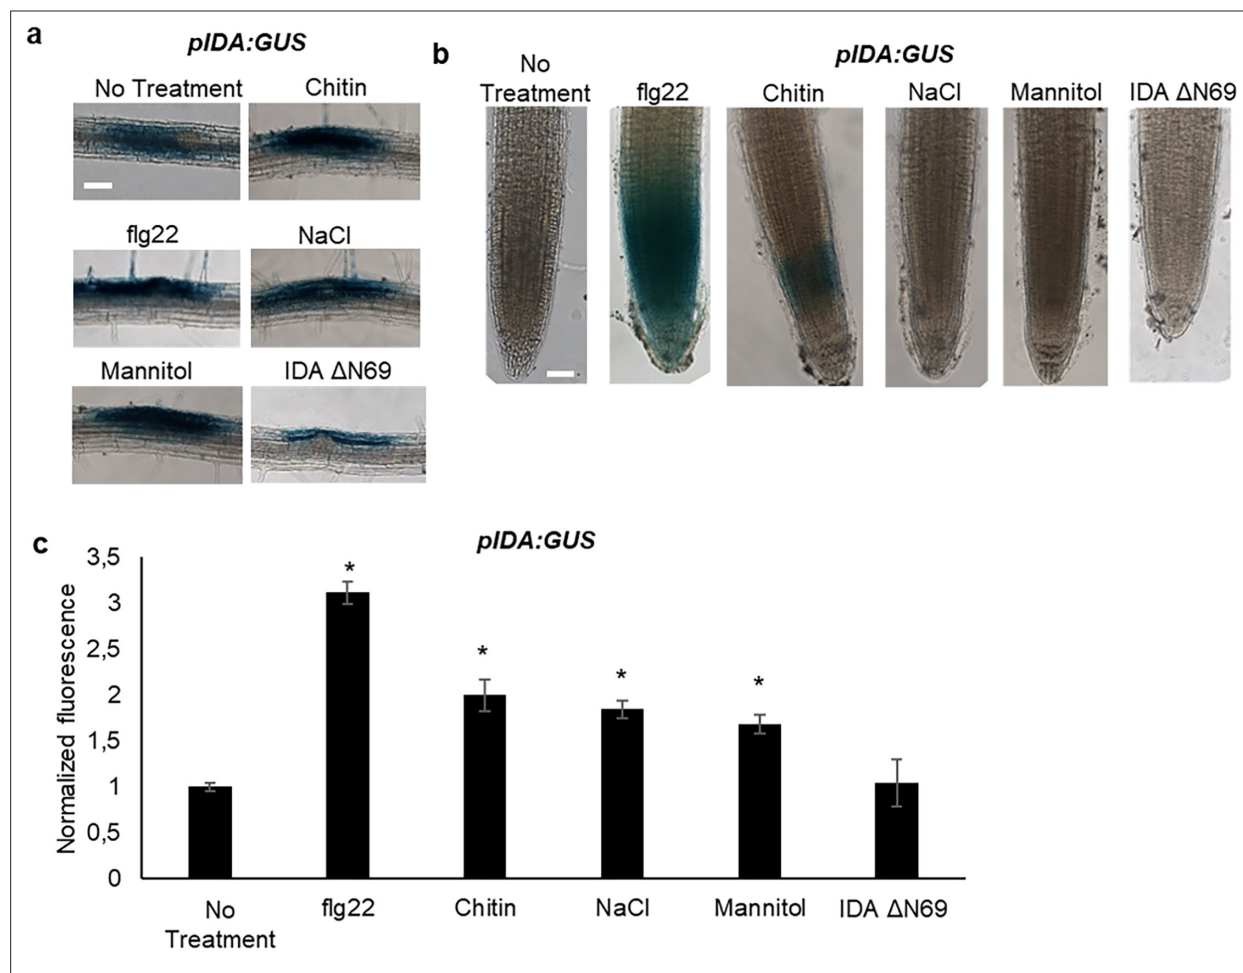 a
pIDA:GUS
No Treatment
Chitin
flg22
NaCl
Mannitol
IDA ΔN69
b
pIDA:GUS
No
Treatment
flg22
Chitin
NaCl
Mannitol
IDA ΔN69
c
pIDA:GUS
Normalized fluorescence
3,5
3
2,5
2
1,5
1
0,5
0
*
*
*
*
No
Treatment
flg22
Chitin
NaCl
Mannitol
IDA ΔN69